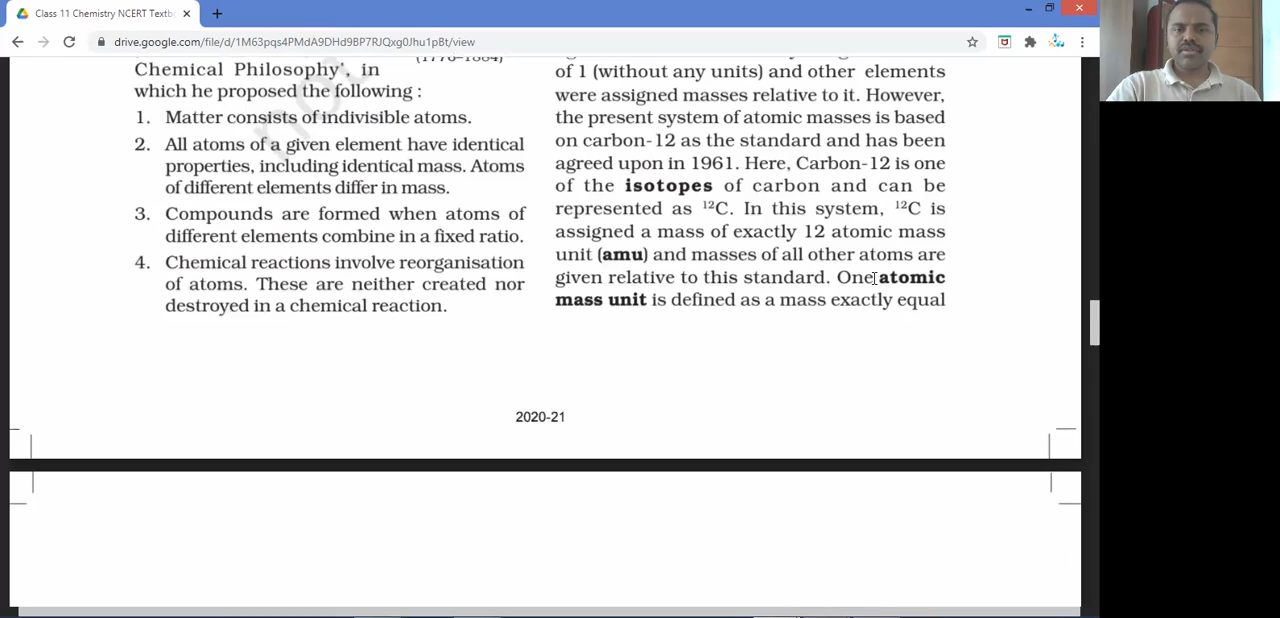 Class 11 Chemistry NCERT Textb
drive.google.com/file/d/1M63pqs4PMdA9DHd9BP7RJQxg0Jhu1pBt/view
(1776–1884)
Chemical Philosophy', in
which he proposed the following :
1. Matter consists of indivisible atoms.
2. All atoms of a given element have identical
properties, including identical mass. Atoms
of different elements differ in mass.
3. Compounds are formed when atoms of
different elements combine in a fixed ratio.
4. Chemical reactions involve reorganisation
of atoms. These are neither created nor
destroyed in a chemical reaction.
of 1 (without any units) and other elements
were assigned masses relative to it. However,
the present system of atomic masses is based
on carbon-12 as the standard and has been
agreed upon in 1961. Here, Carbon-12 is one
of the isotopes of carbon and can be
represented as ¹²C. In this system, ¹²C is
assigned a mass of exactly 12 atomic mass
unit (amu) and masses of all other atoms are
given relative to this standard. One atomic
mass unit is defined as a mass exactly equal
not
2020-21